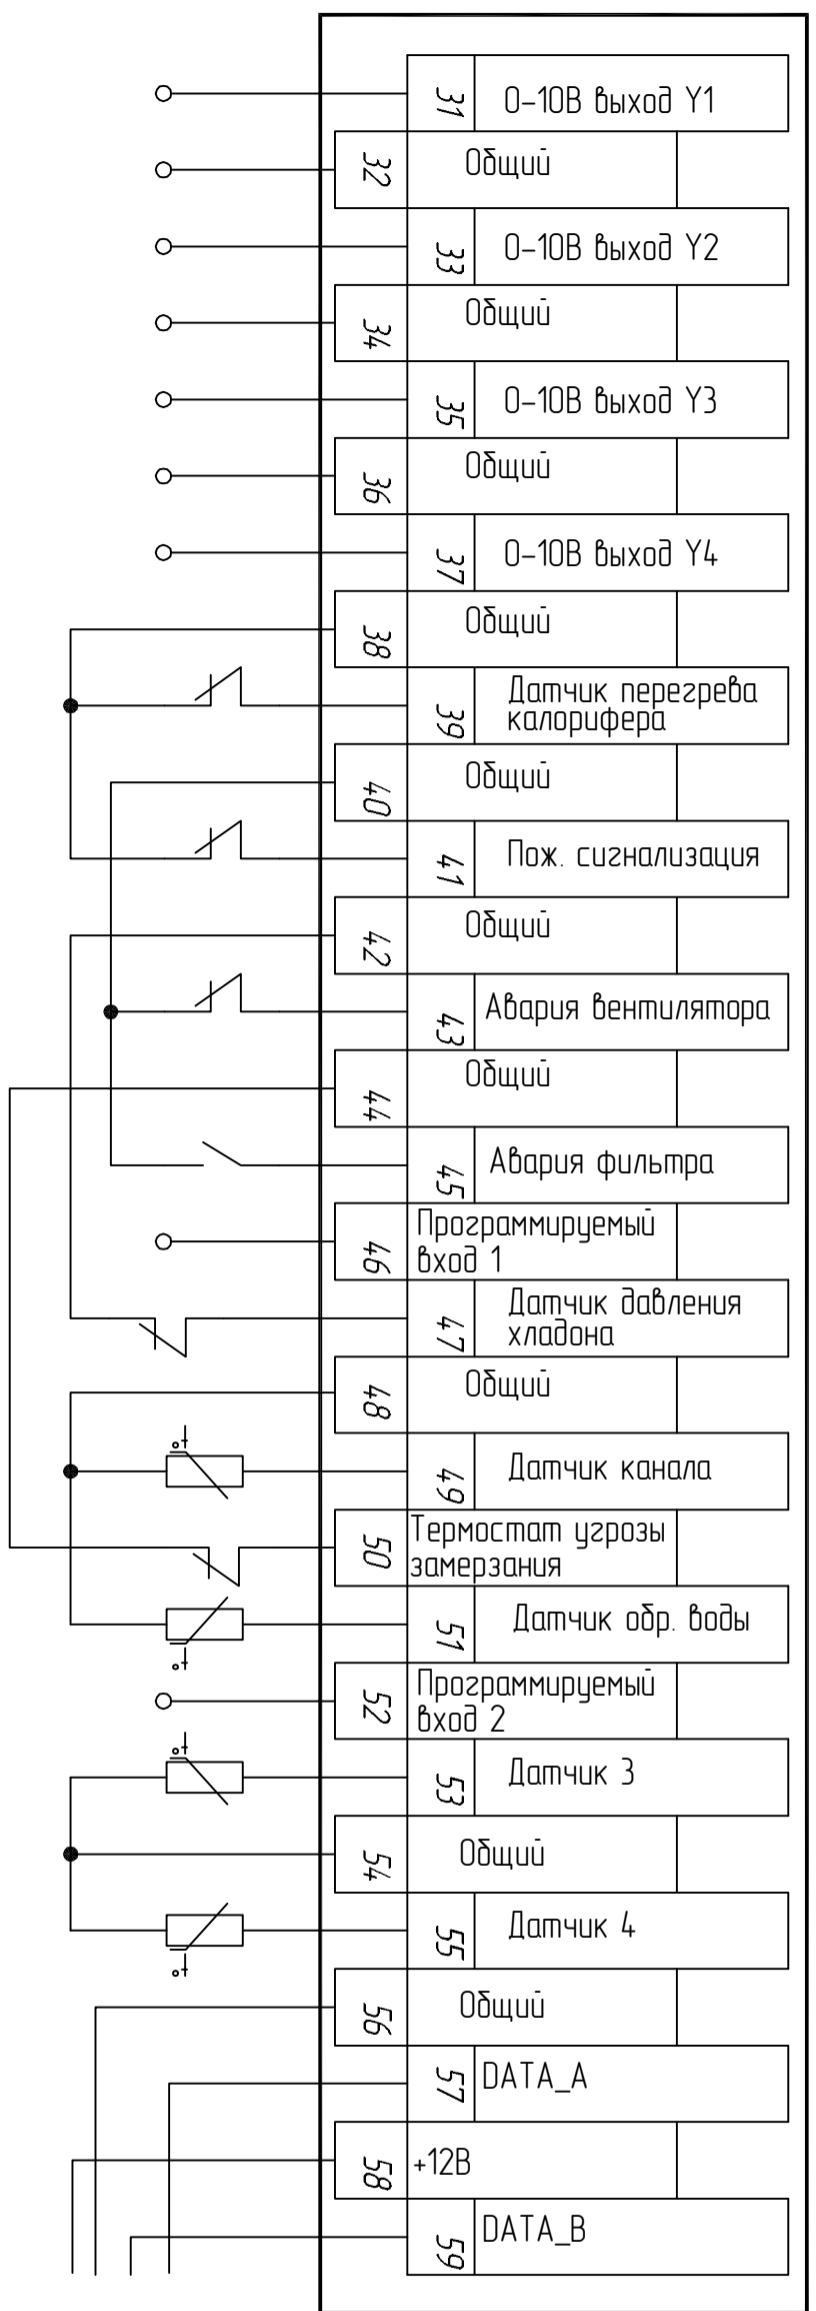 31 0-10В выход Y1
32 Общий
33 0-10В выход Y2
34 Общий
35 0-10В выход Y3
36 Общий
37 0-10В выход Y4
38 Общий
39 Датчик перегрева
калорифера
40 Общий
41 Пож. сигнализация
42 Общий
43 Авария вентилятора
44 Общий
45 Авария фильтра
46 Программируемый
вход 1
47 Датчик давления
хладона
48 Общий
t°
49 Датчик канала
50 Термостат угрозы
замерзания
51 Датчик обр. воды
t°
52 Программируемый
вход 2
t°
53 Датчик 3
54 Общий
55 Датчик 4
t°
56 Общий
57 DATA_A
58 +12В
59 DATA_B